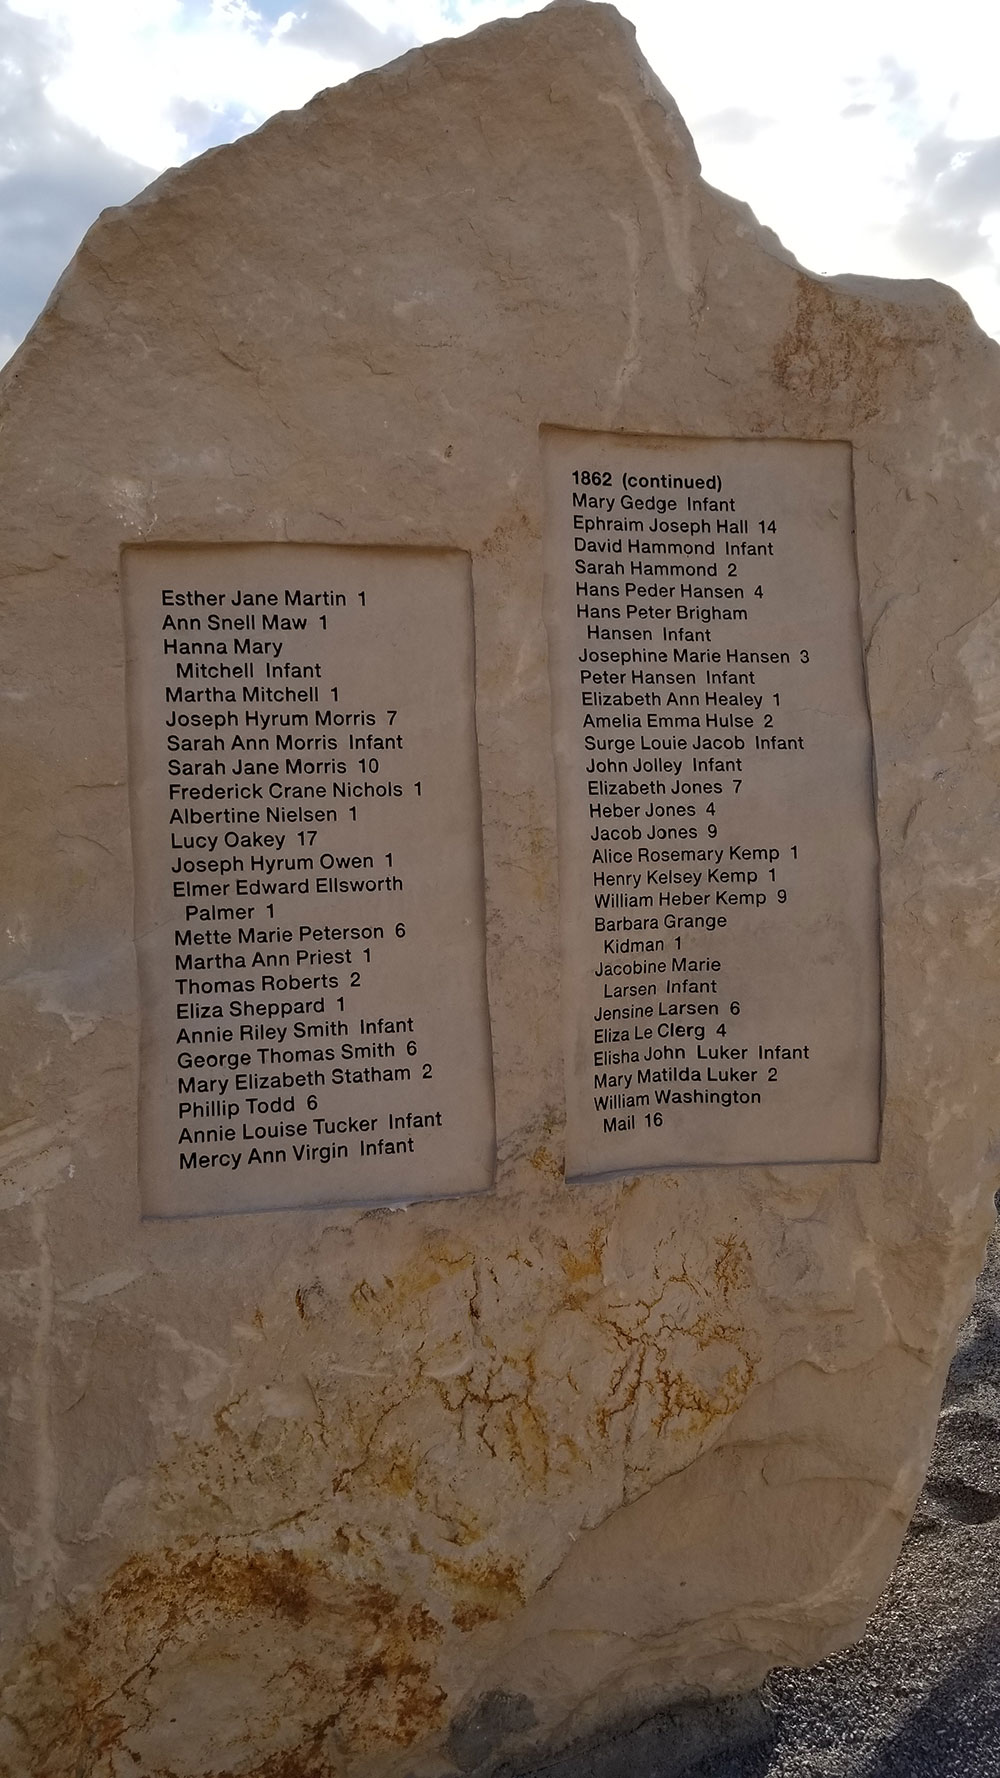 Esther Jane Martin 1
Ann Snell Maw 1
Hanna Mary
Mitchell Infant
Martha Mitchell 1
Joseph Hyrum Morris 7
Sarah Ann Morris Infant
Sarah Jane Morris 10
Frederick Crane Nichols 1
Albertine Nielsen 1
Lucy Oakey 17
Joseph Hyrum Owen 1
Elmer Edward Ellsworth
Palmer 1
Mette Marie Peterson 6
Martha Ann Priest 1
Thomas Roberts 2
Eliza Sheppard 1
Annie Riley Smith Infant
George Thomas Smith 6
Mary Elizabeth Statham 2
Phillip Todd 6
Annie Louise Tucker Infant
Mercy Ann Virgin Infant
1862 (continued)
Mary Gedge Infant
Ephraim Joseph Hall 14
David Hammond Infant
Sarah Hammond 2
Hans Peder Hansen 4
Hans Peter Brigham
Hansen Infant
Josephine Marie Hansen 3
Peter Hansen Infant
Elizabeth Ann Healey 1
Amelia Emma Hulse 2
Surge Louie Jacob Infant
John Jolley Infant
Elizabeth Jones 7
Heber Jones 4
Jacob Jones 9
Alice Rosemary Kemp 1
Henry Kelsey Kemp 1
William Heber Kemp 9
Barbara Grange
Kidman 1
Jacobine Marie
Larsen Infant
Jensine Larsen 6
Eliza Le Clerg 4
Elisha John Luker Infant
Mary Matilda Luker 2
William Washington
Mail 16